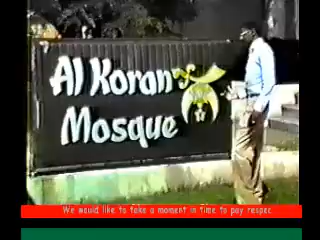 Al Koran
Mosque
We would like to take a moment in time to pay respec